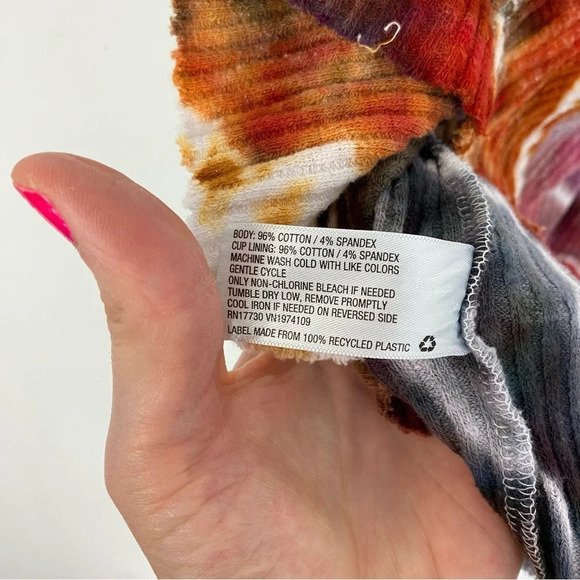 BODY: 96% COTTON / 4% SPANDEX
CUP LINING: 96% COTTON / 4% SPANDEX
MACHINE WASH COLD WITH LIKE COLORS
GENTLE CYCLE
ONLY NON-CHLORINE BLEACH IF NEEDED
TUMBLE DRY LOW, REMOVE PROMPTLY
COOL IRON IF NEEDED ON REVERSED SIDE
RN17730 VN1974109
LABEL MADE FROM 100% RECYCLED PLASTIC